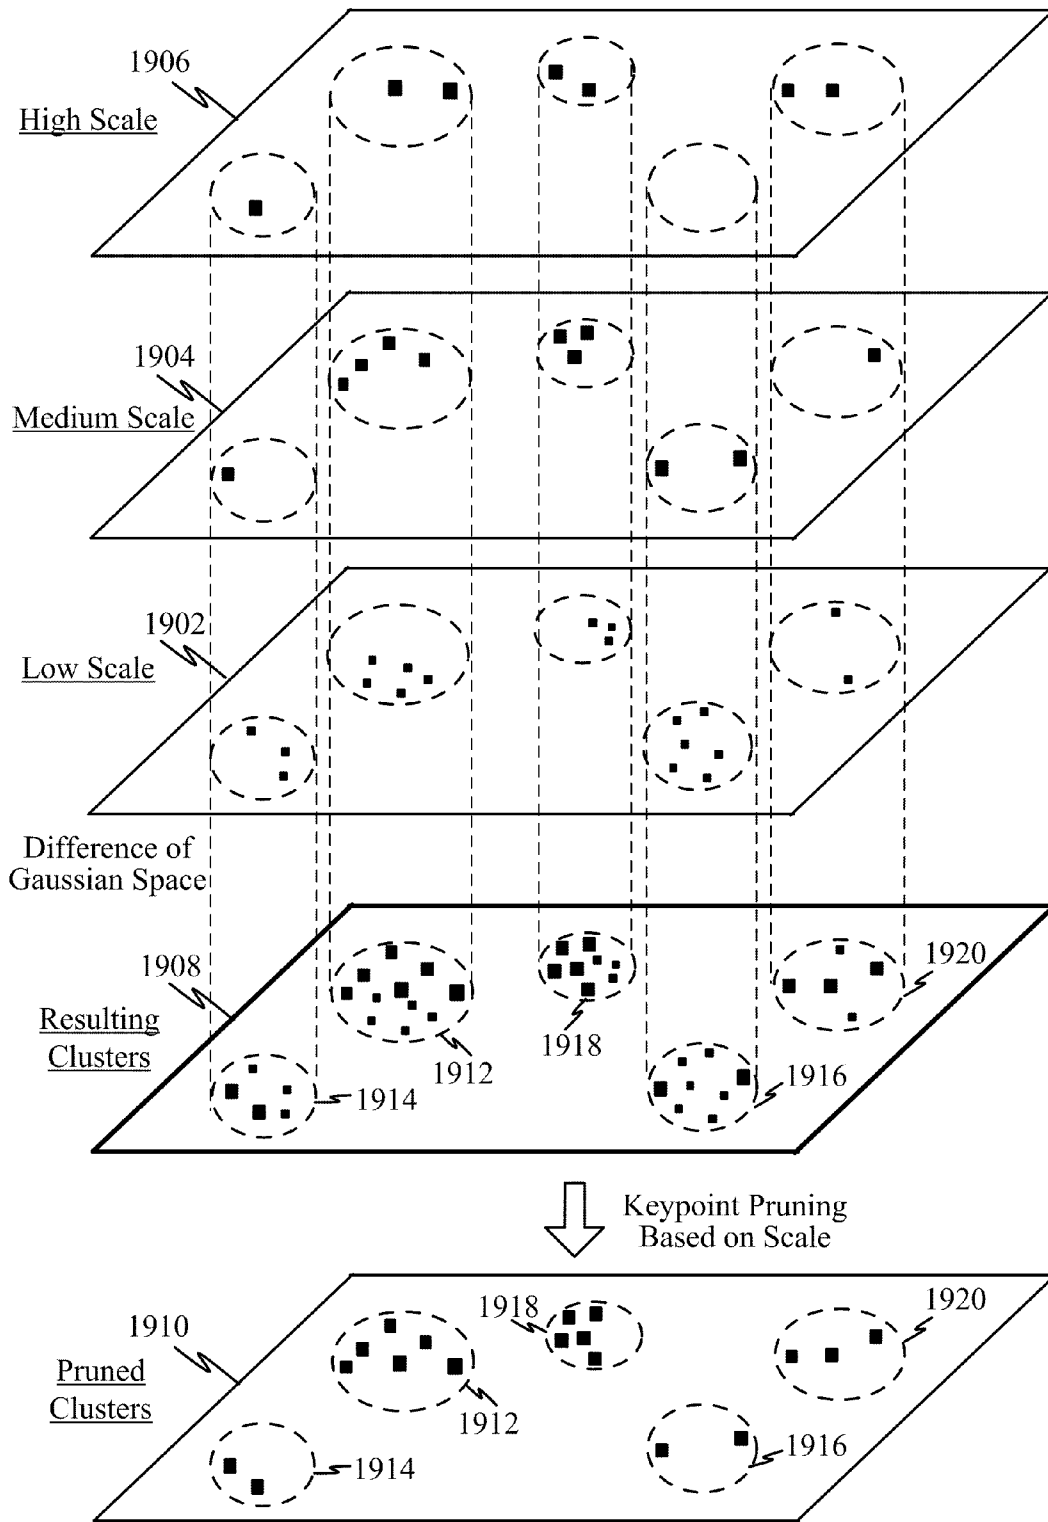 1906
High Scale
1904
Medium Scale
1902
Low Scale
Difference of
Gaussian Space
1908
1920
Resulting
Clusters
1918
1912
1916
1914
Keypoint Pruning
Based on Scale
1918
1920
1910
Pruned
Clusters
1912
1916
1914